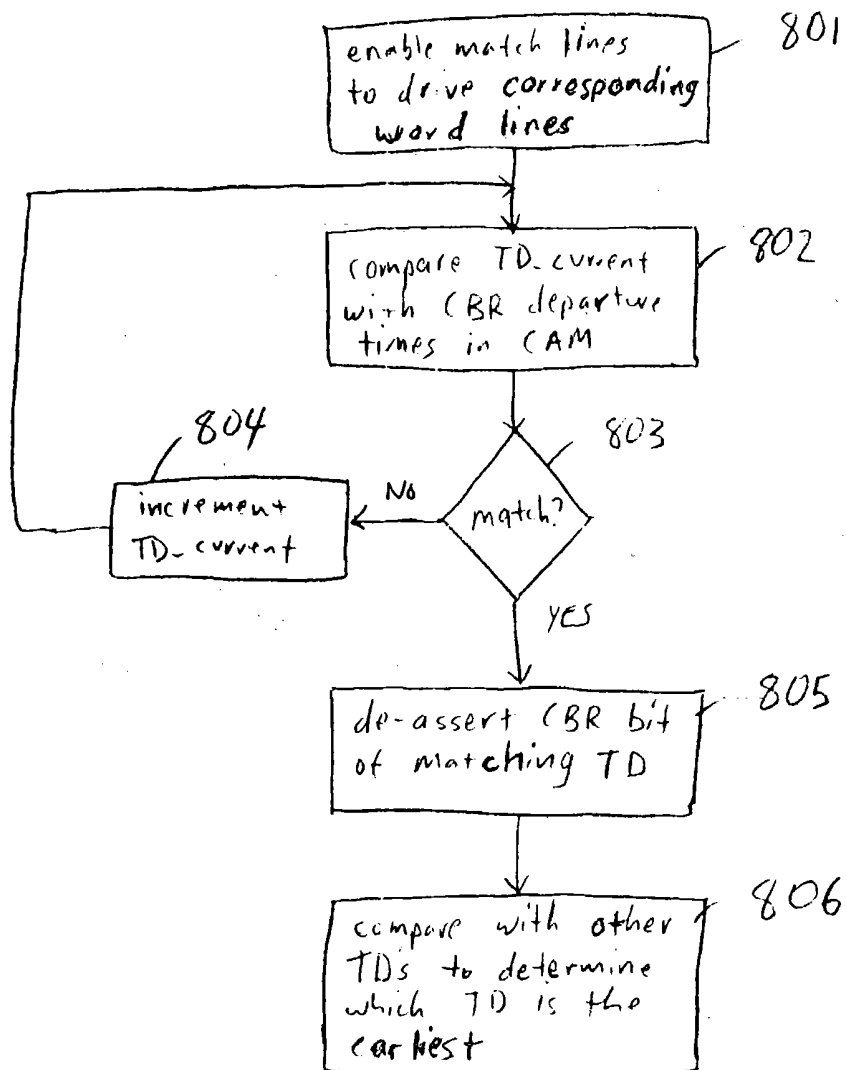 enable match lines
to drive corresponding
word lines
801
compare TD_current
with CBR departure
times in CAM
802
match?
803
No
increment
TD_current
804
YES
de-assert CBR bit
of matching TD
805
compare with other
TDs to determine
which TD is the
earliest
806